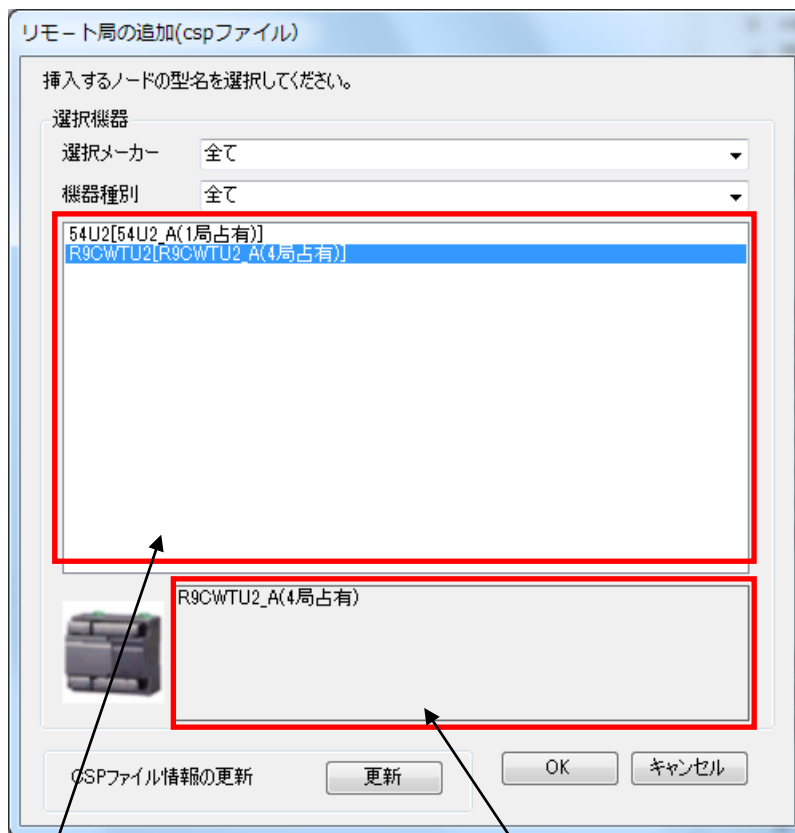 リモート局の追加(cspファイル)
挿入するノードの型名を選択してください。
選択機器
選択メーカー 全て
機器種別 全て
54U2[54U2_A(1局占有)]
R9CWTU2[R9CWTU2_A(4局占有)]
R9CWTU2_A(4局占有)
CSPファイル情報の更新 更新 OK キャンセル